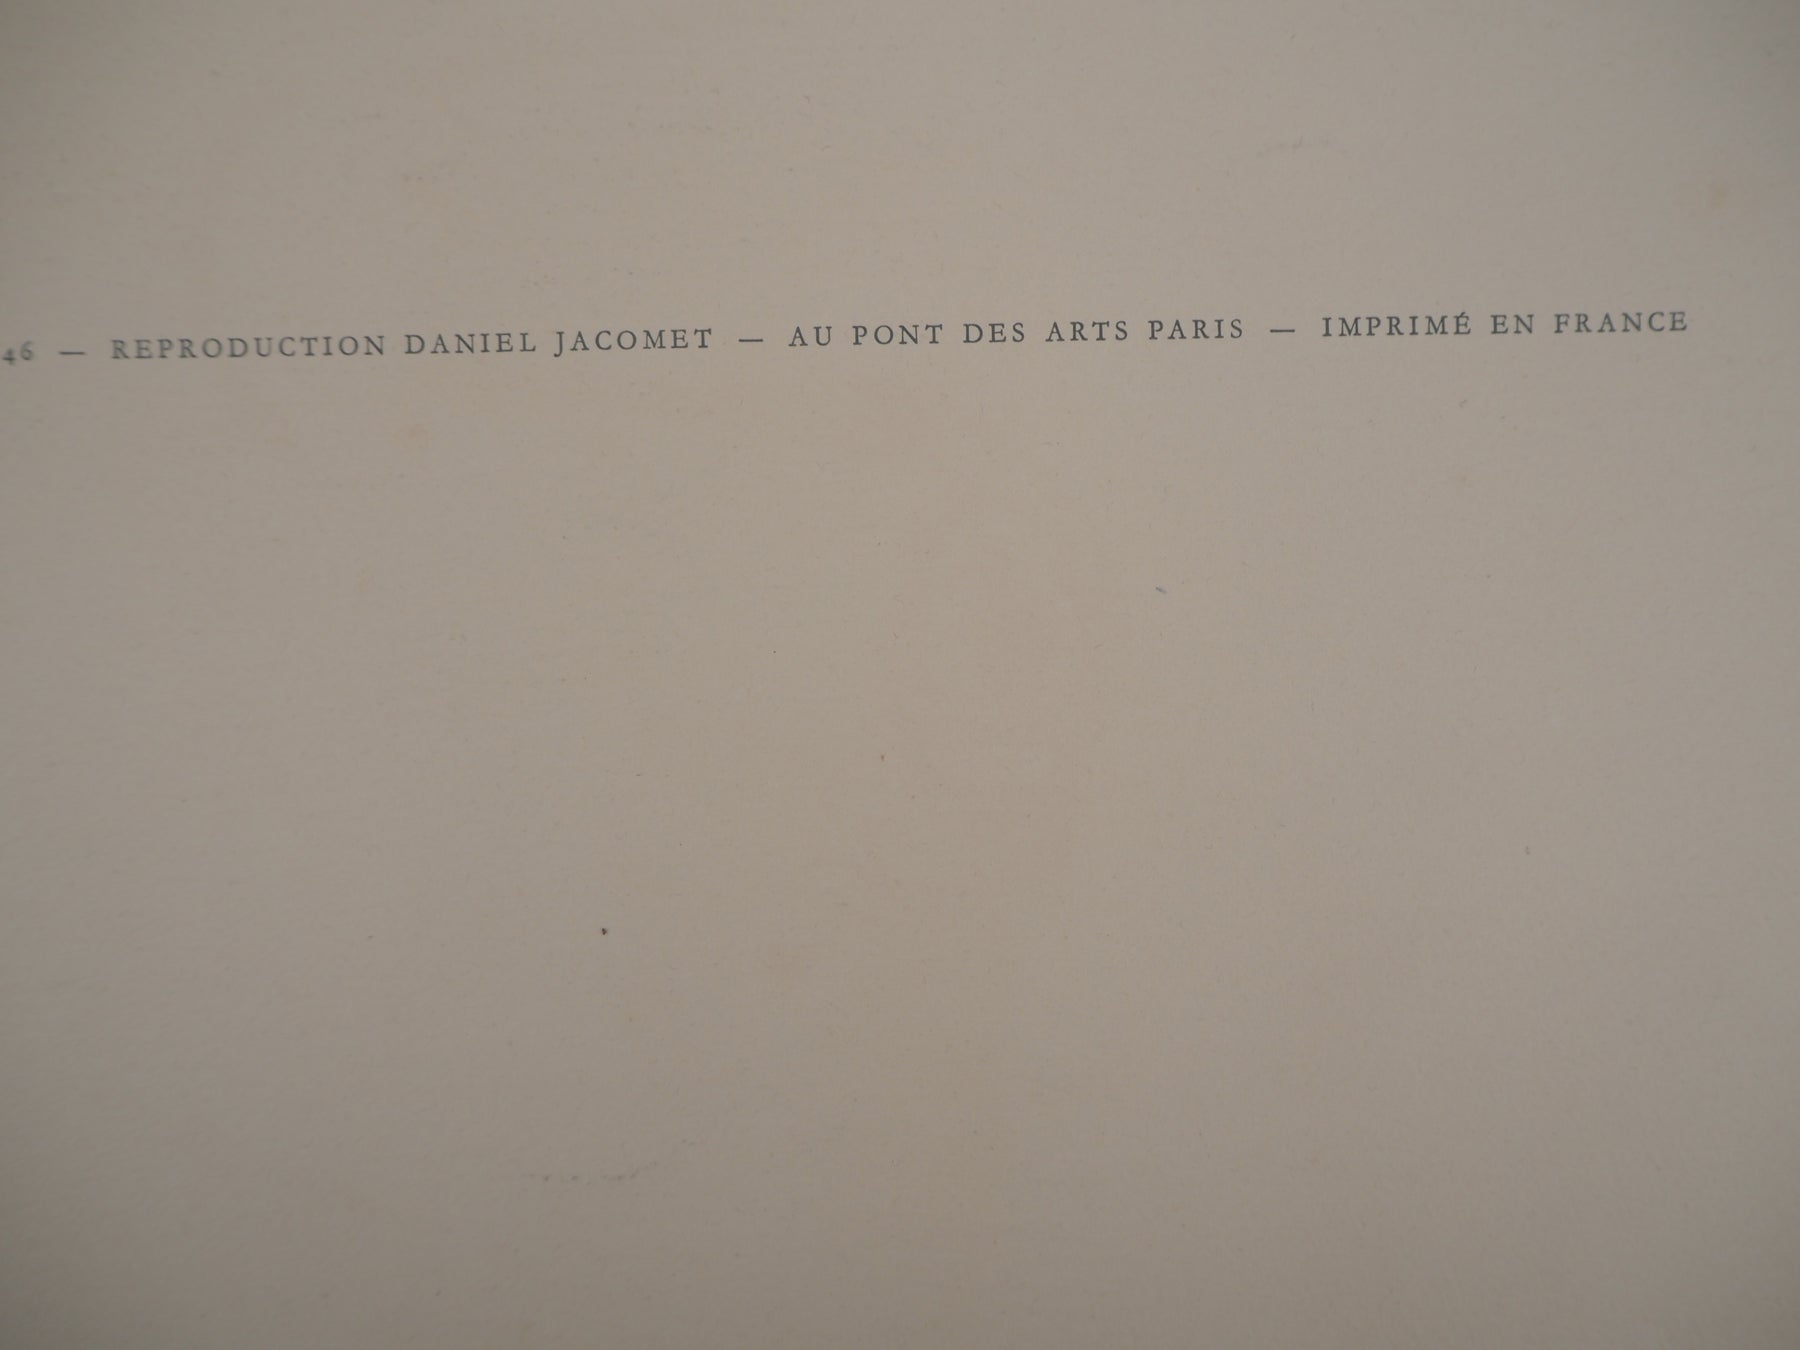 46 — REPRODUCTION DANIEL JACOMET — AU PONT DES ARTS PARIS — IMPRIMÉ EN FRANCE